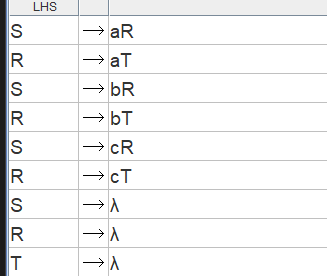 LHS
S → aR
R → aT
S → bR
R → bT
S → cR
R → cT
S → λ
R → λ
T → λ